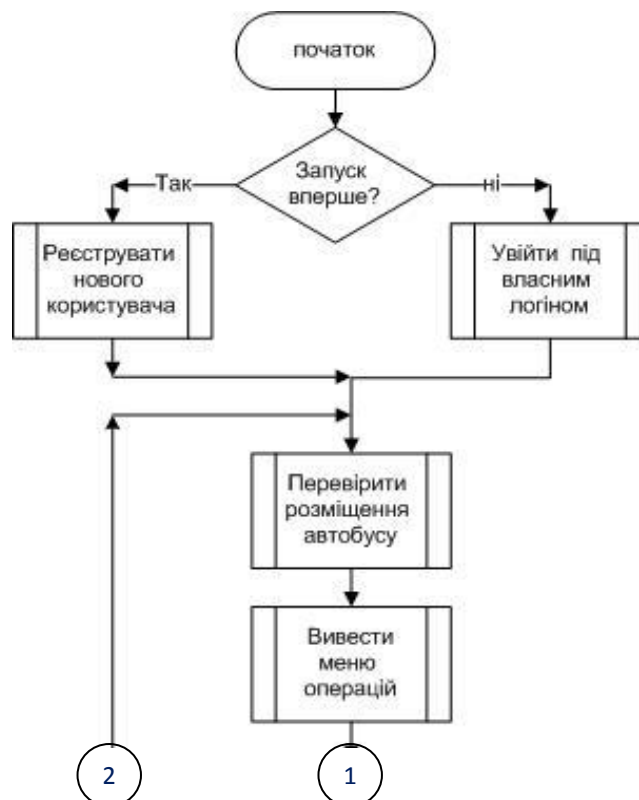 початок
Запуск
вперше?
Так
ні
Реєструвати
нового
користувача
Увійти під
власним
логіном
Перевірити
розміщення
автобусу
Вивести
меню
операцій
2
1